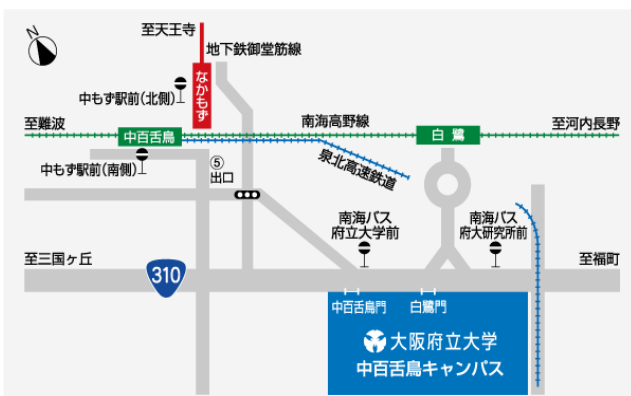 N
至天王寺
地下鉄御堂筋線
なかもず
中もず駅前(北側)
至難波
中百舌鳥
南海高野線
白鷺
至河内長野
中もず駅前(南側)
⑤
出口
泉北高速鉄道
南海バス
府立大学前
南海バス
府大研究所前
至三国ヶ丘
310
至福町
中百舌鳥門
白鷺門
大阪府立大学
中百舌鳥キャンパス